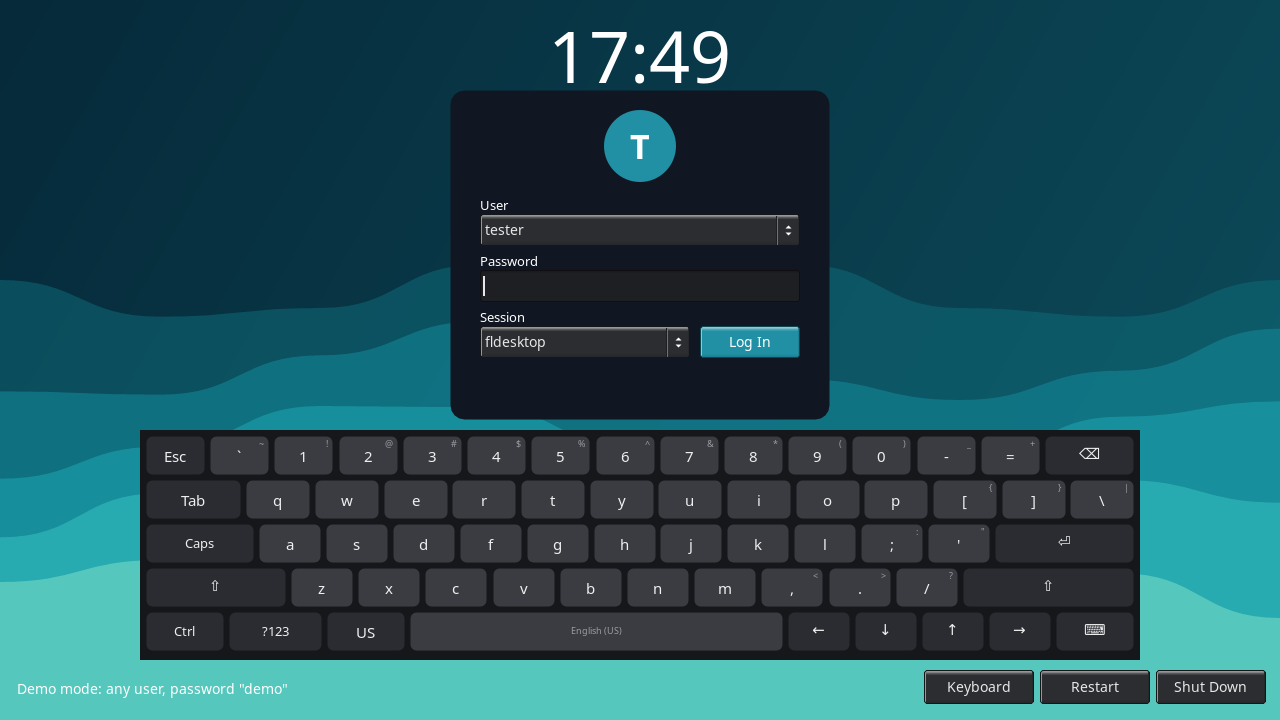 17:49
T
User
tester
Password
Session
fldesktop
Log In
Esc ` ~ 1 ! 2 @ 3 # 4 $ 5 % 6 ^ 7 & 8 * 9 ( 0 ) - _ = + ⌫
Tab q w e r t y u i o p [ { ] } \ |
Caps a s d f g h j k l ; : ' " ⏎
⇧ z x c v b n m , < . > / ? ⇧
Ctrl ?123 US English (US) ← ↓ ↑ → ⌨
Demo mode: any user, password "demo"
Keyboard
Restart
Shut Down